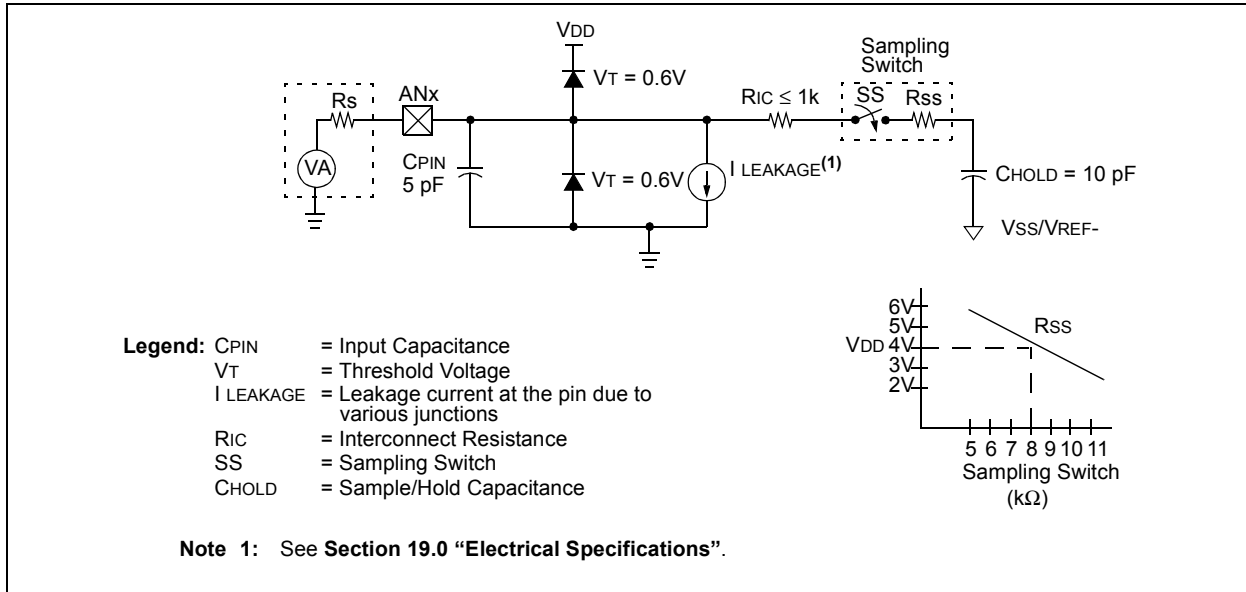 VDD
Sampling
Switch
VT = 0.6V
Rs
ANx
RIC ≤ 1k
SS
Rss
VA
CPIN
5 pF
VT = 0.6V
I LEAKAGE(1)
CHOLD = 10 pF
VSS/VREF-
Legend: CPIN = Input Capacitance
VT = Threshold Voltage
I LEAKAGE = Leakage current at the pin due to
various junctions
RIC = Interconnect Resistance
SS = Sampling Switch
CHOLD = Sample/Hold Capacitance
6V
5V
VDD 4V
3V
2V
RSS
5 6 7 8 9 10 11
Sampling Switch
(kΩ)
Note 1: See Section 19.0 “Electrical Specifications”.